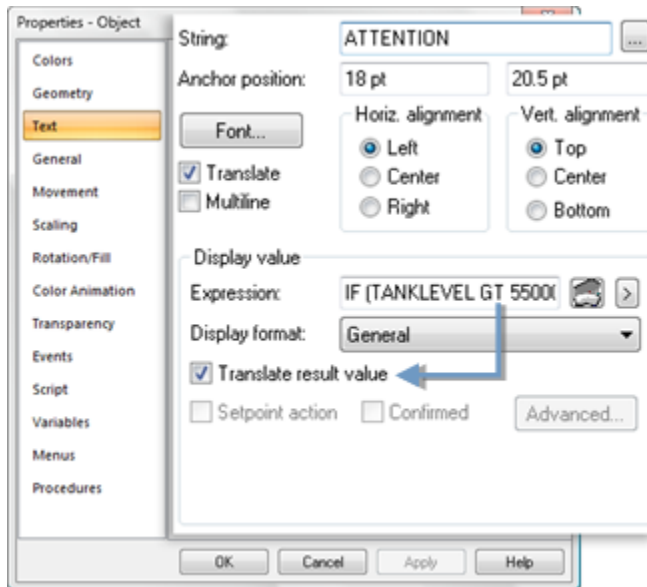 Properties - Object
Colors
Geometry
Text
General
Movement
Scaling
Rotation/Fill
Color Animation
Transparency
Events
Script
Variables
Menus
Procedures
String: ATTENTION ...
Anchor position: 18 pt 20.5 pt
Font...
Translate
Multiline
Horiz. alignment
Left
Center
Right
Vert. alignment
Top
Center
Bottom
Display value
Expression: IF (TANKLEVEL GT 5500( >
Display format: General
Translate result value
Setpoint action Confirmed Advanced...
OK Cancel Apply Help